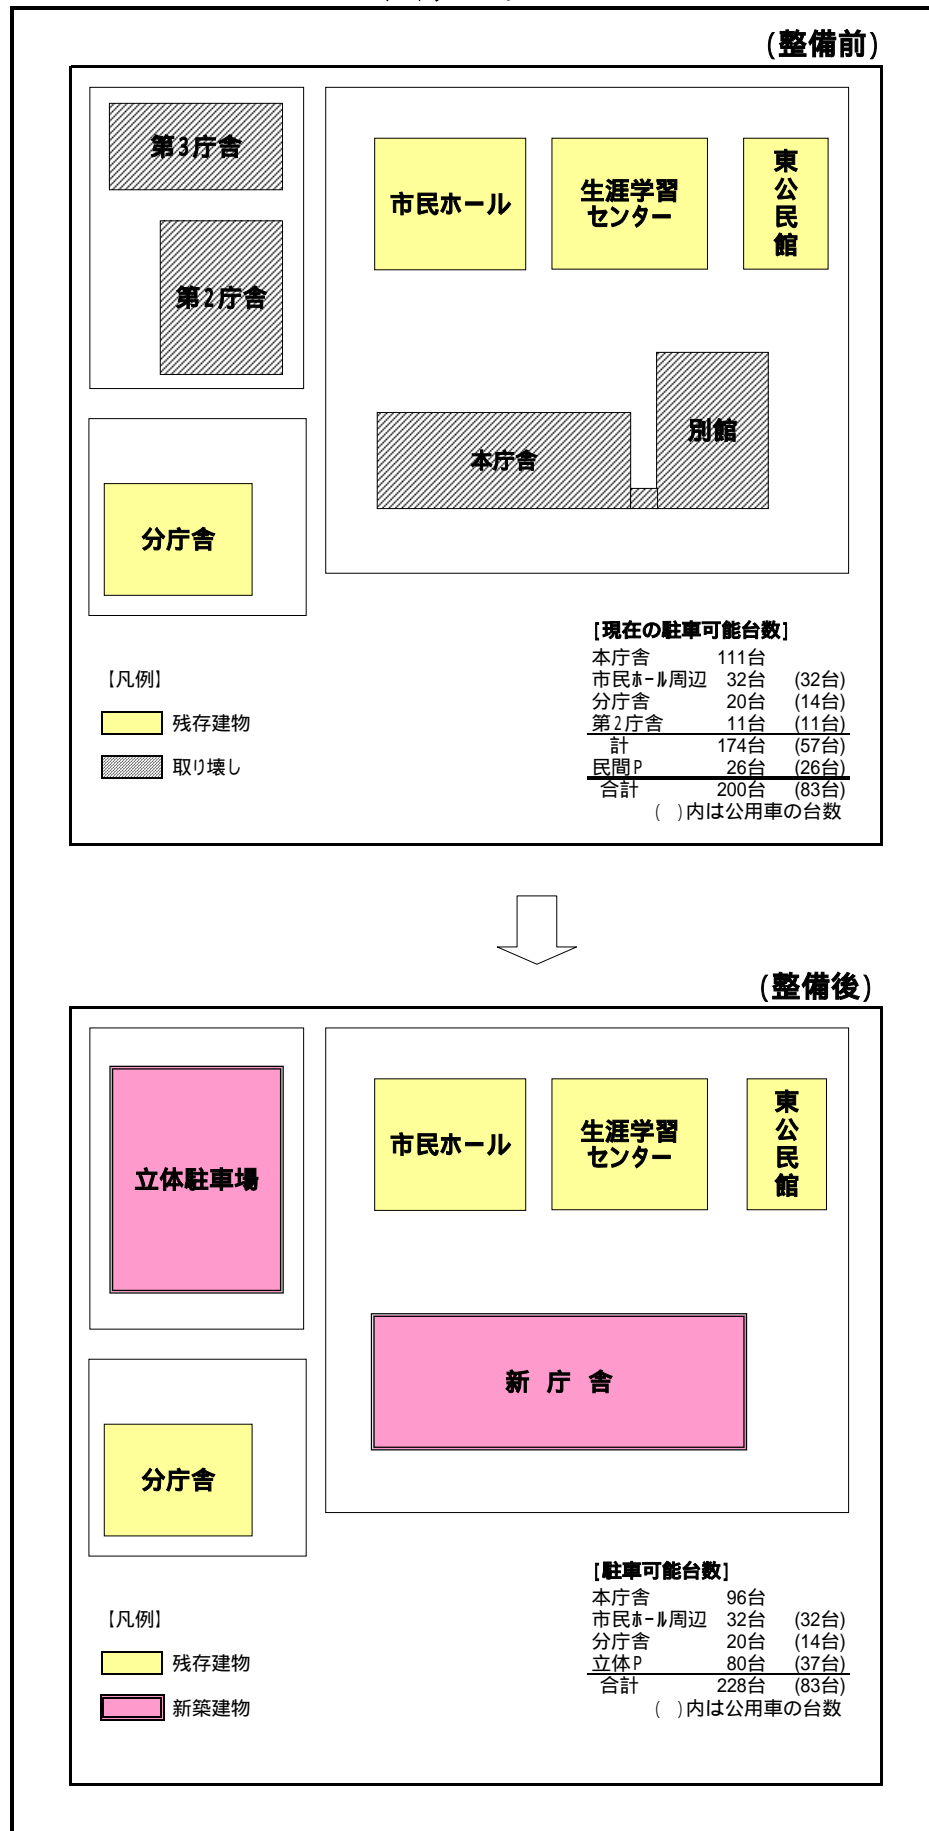 (整備前)
第3庁舎
市民ホール
生涯学習
センター
東公民館
第2庁舎
別館
本庁舎
分庁舎
[現在の駐車可能台数]
本庁舎 111台
市民ホール周辺 32台 (32台)
分庁舎 20台 (14台)
第2庁舎 11台 (11台)
計 174台 (57台)
民間P 26台 (26台)
合計 200台 (83台)
( )内は公用車の台数
【凡例】
残存建物
取り壊し
(整備後)
立体駐車場
市民ホール
生涯学習
センター
東公民館
新庁舎
分庁舎
[駐車可能台数]
本庁舎 96台
市民ホール周辺 32台 (32台)
分庁舎 20台 (14台)
立体P 80台 (37台)
合計 228台 (83台)
( )内は公用車の台数
【凡例】
残存建物
新築建物